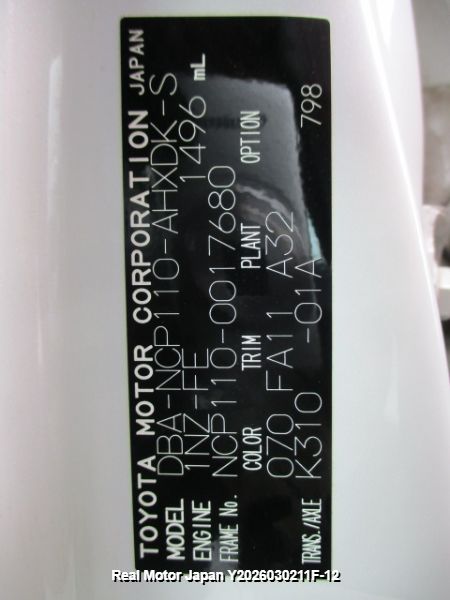 TOYOTA MOTOR CORPORATION JAPAN
MODEL DBA-NCP110-AHXDK-S
ENGINE 1NZ-FE 1496 mL
FRAME No. NCP110-0017680
COLOR TRIM PLANT OPTION
070 FA11 A32
TRANS./AXLE K310 -01A 798
Real Motor Japan Y2026030211F-12